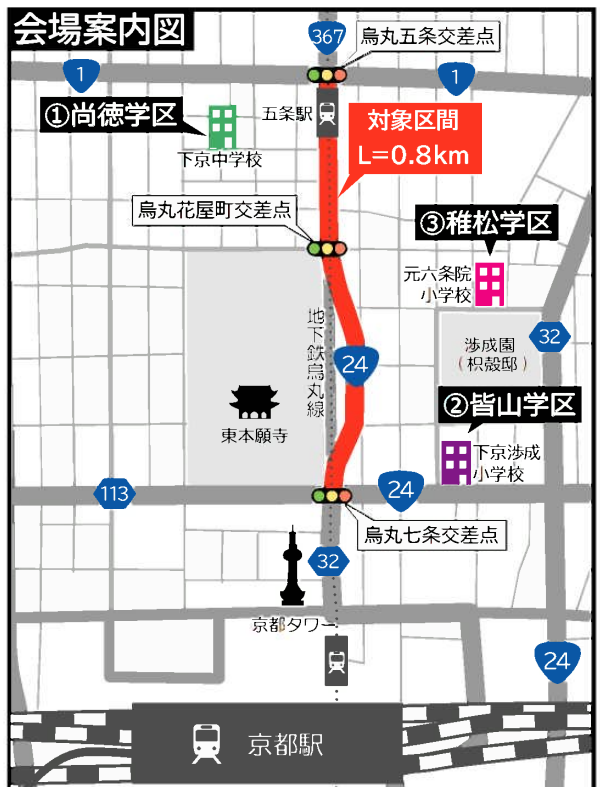 会場案内図
367
烏丸五条交差点
1
1
①尚徳学区
五条駅
対象区間
L=0.8km
下京中学校
烏丸花屋町交差点
③稚松学区
元六条院
小学校
地下鉄烏丸線
32
渉成園
（枳殻邸）
24
②皆山学区
東本願寺
下京渉成
小学校
113
24
烏丸七条交差点
32
京都タワー
24
京都駅